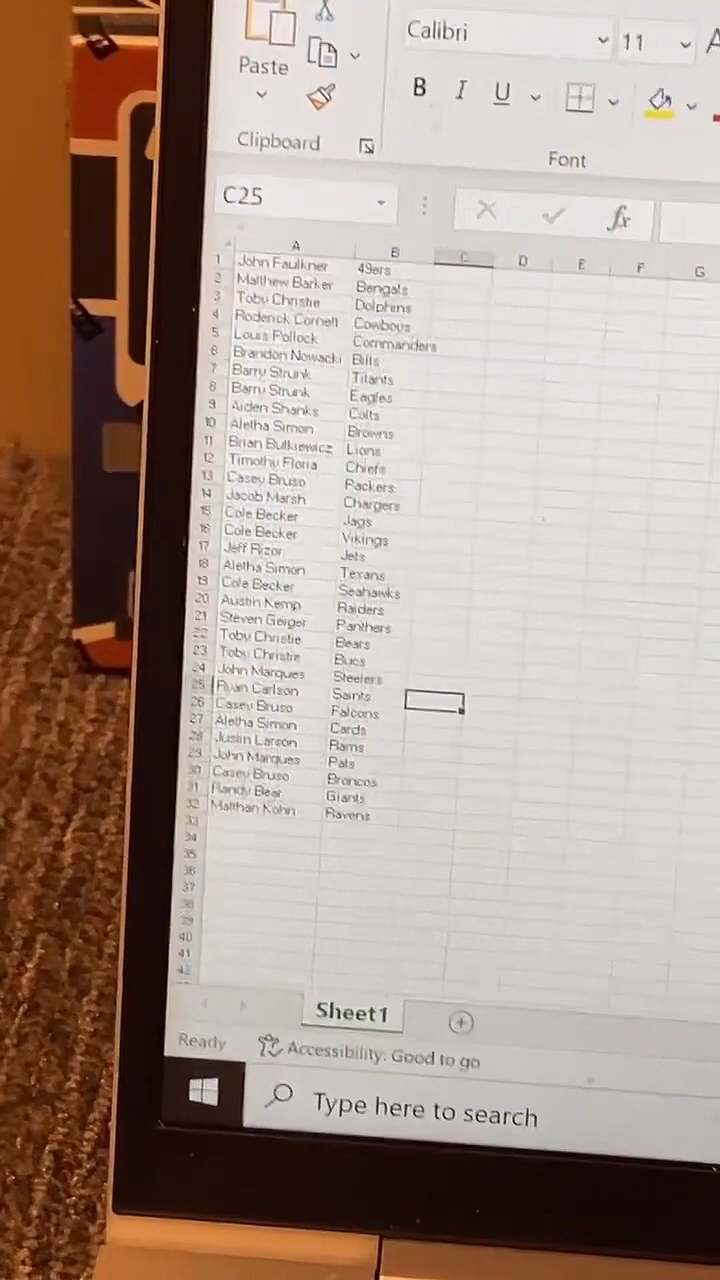 Calibri
11
A
Paste
B I U
Clipboard
Font
C25
fx
A B C D E F G
1 John Faulkner 49ers
2 Matthew Barker Bengals
3 Toby Christie Dolphins
4 Roderick Cornell Cowboys
5 Louis Pollock Commanders
6 Brandon Nowacki Bills
7 Barry Strunk Titants
8 Barry Strunk Eagles
9 Aiden Shanks Colts
10 Aletha Simon Browns
11 Brian Butkiewicz Lions
12 Timothy Floria Chiefs
13 Casey Bruso Packers
14 Jacob Marsh Chargers
15 Cole Becker Jags
16 Cole Becker Vikings
17 Jeff Rizor Jets
18 Aletha Simon Texans
19 Cole Becker Seahawks
20 Austin Kemp Raiders
21 Steven Geiger Panthers
22 Toby Christie Bears
23 Toby Christie Bucs
24 John Marques Steelers
25 Ryan Carlson Saints
26 Casey Bruso Falcons
27 Aletha Simon Cards
28 Justin Larson Rams
29 John Marques Pats
30 Casey Bruso Broncos
31 Randy Bear Giants
32 Matthan Kohn Ravens
33
34
35
36
37
38
39
40
41
42
Sheet1
Ready Accessibility: Good to go
Type here to search